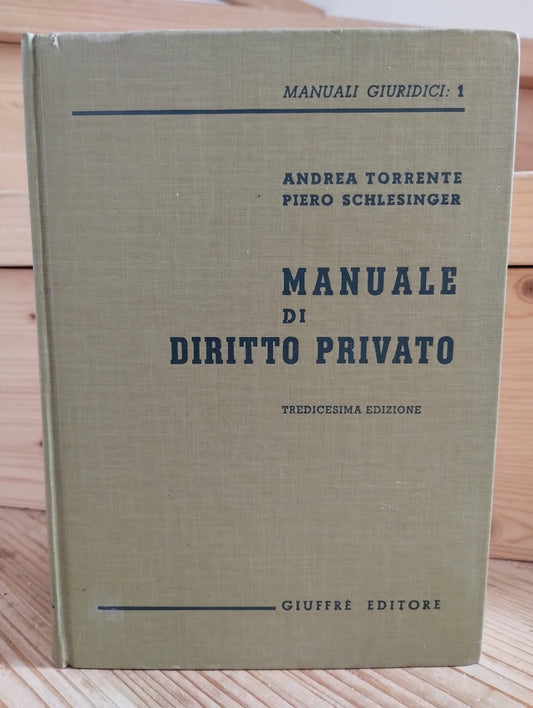 MANUALI GIURIDICI: 1
ANDREA TORRENTE
PIERO SCHLESINGER
MANUALE
DI
DIRITTO PRIVATO
TREDICESIMA EDIZIONE
GIUFFRÈ EDITORE